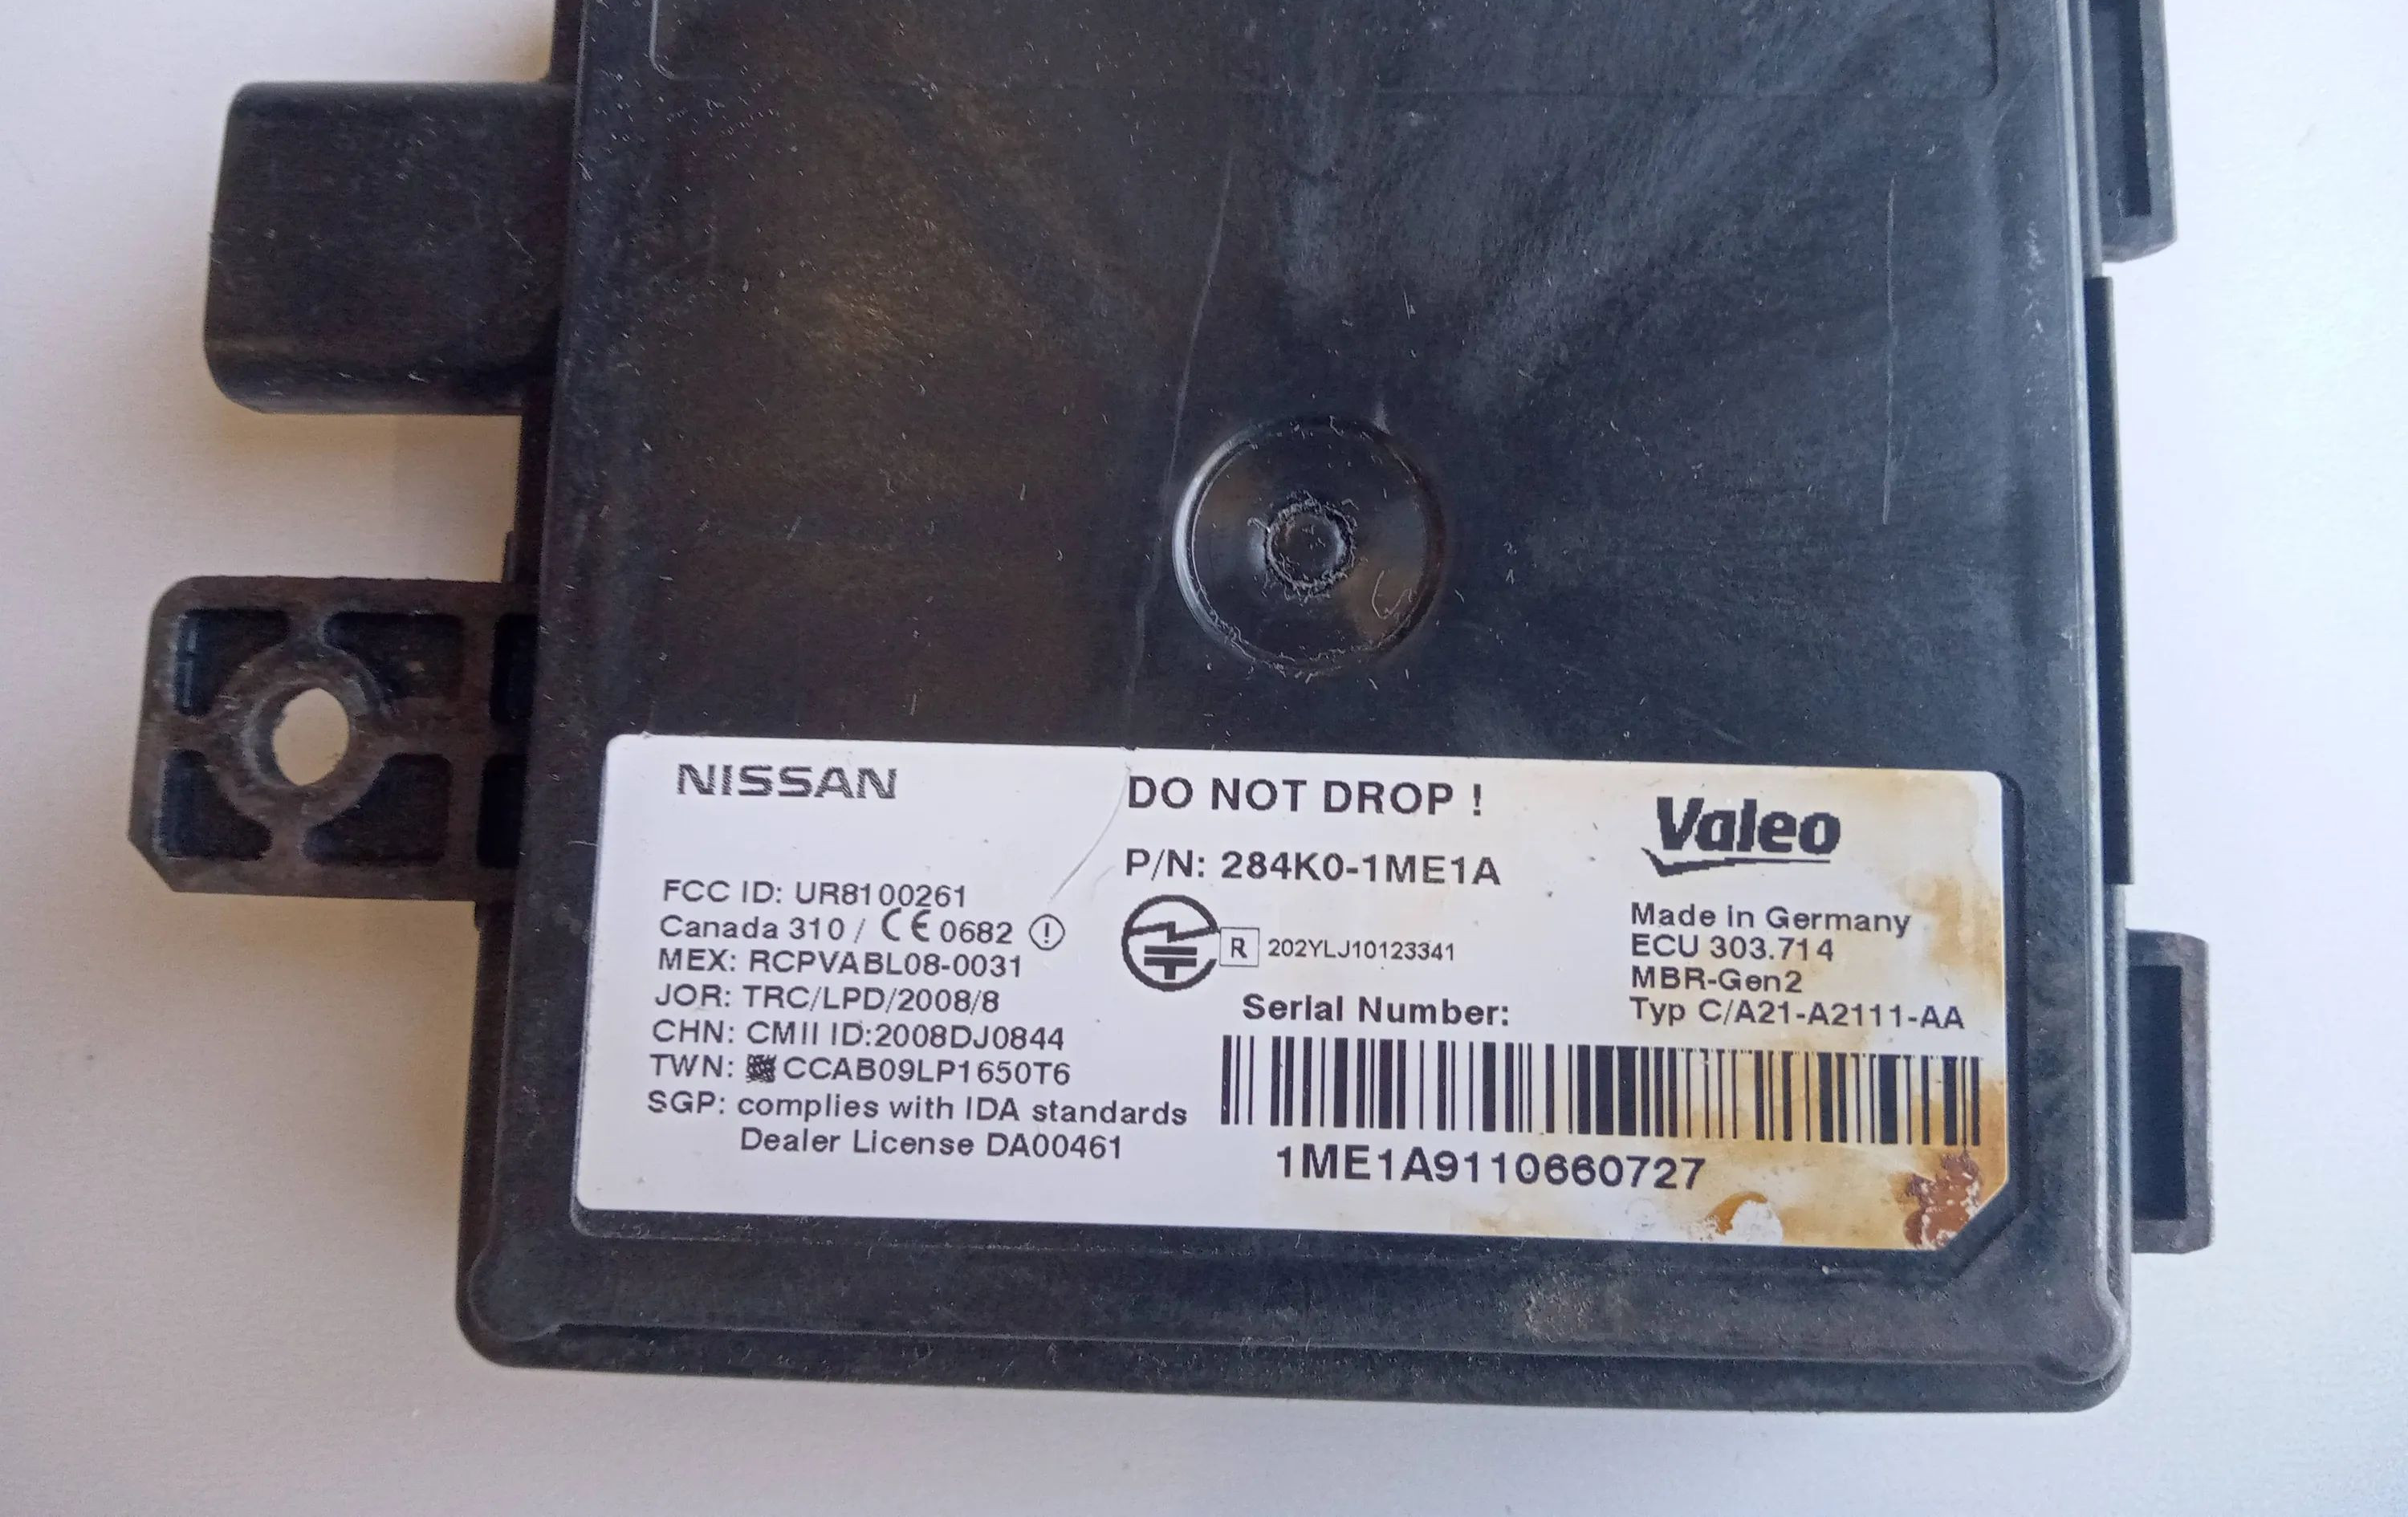 NISSAN
DO NOT DROP !
Valeo
P/N: 284K0-1ME1A
FCC ID: UR8100261
Canada 310 / CE 0682
MEX: RCPVABL08-0031
JOR: TRC/LPD/2008/8
CHN: CMII ID:2008DJ0844
TWN: CCAB09LP1650T6
SGP: complies with IDA standards
Dealer License DA00461
R 202YLJ10123341
Made in Germany
ECU 303.714
MBR-Gen2
Typ C/A21-A2111-AA
Serial Number:
1ME1A9110660727